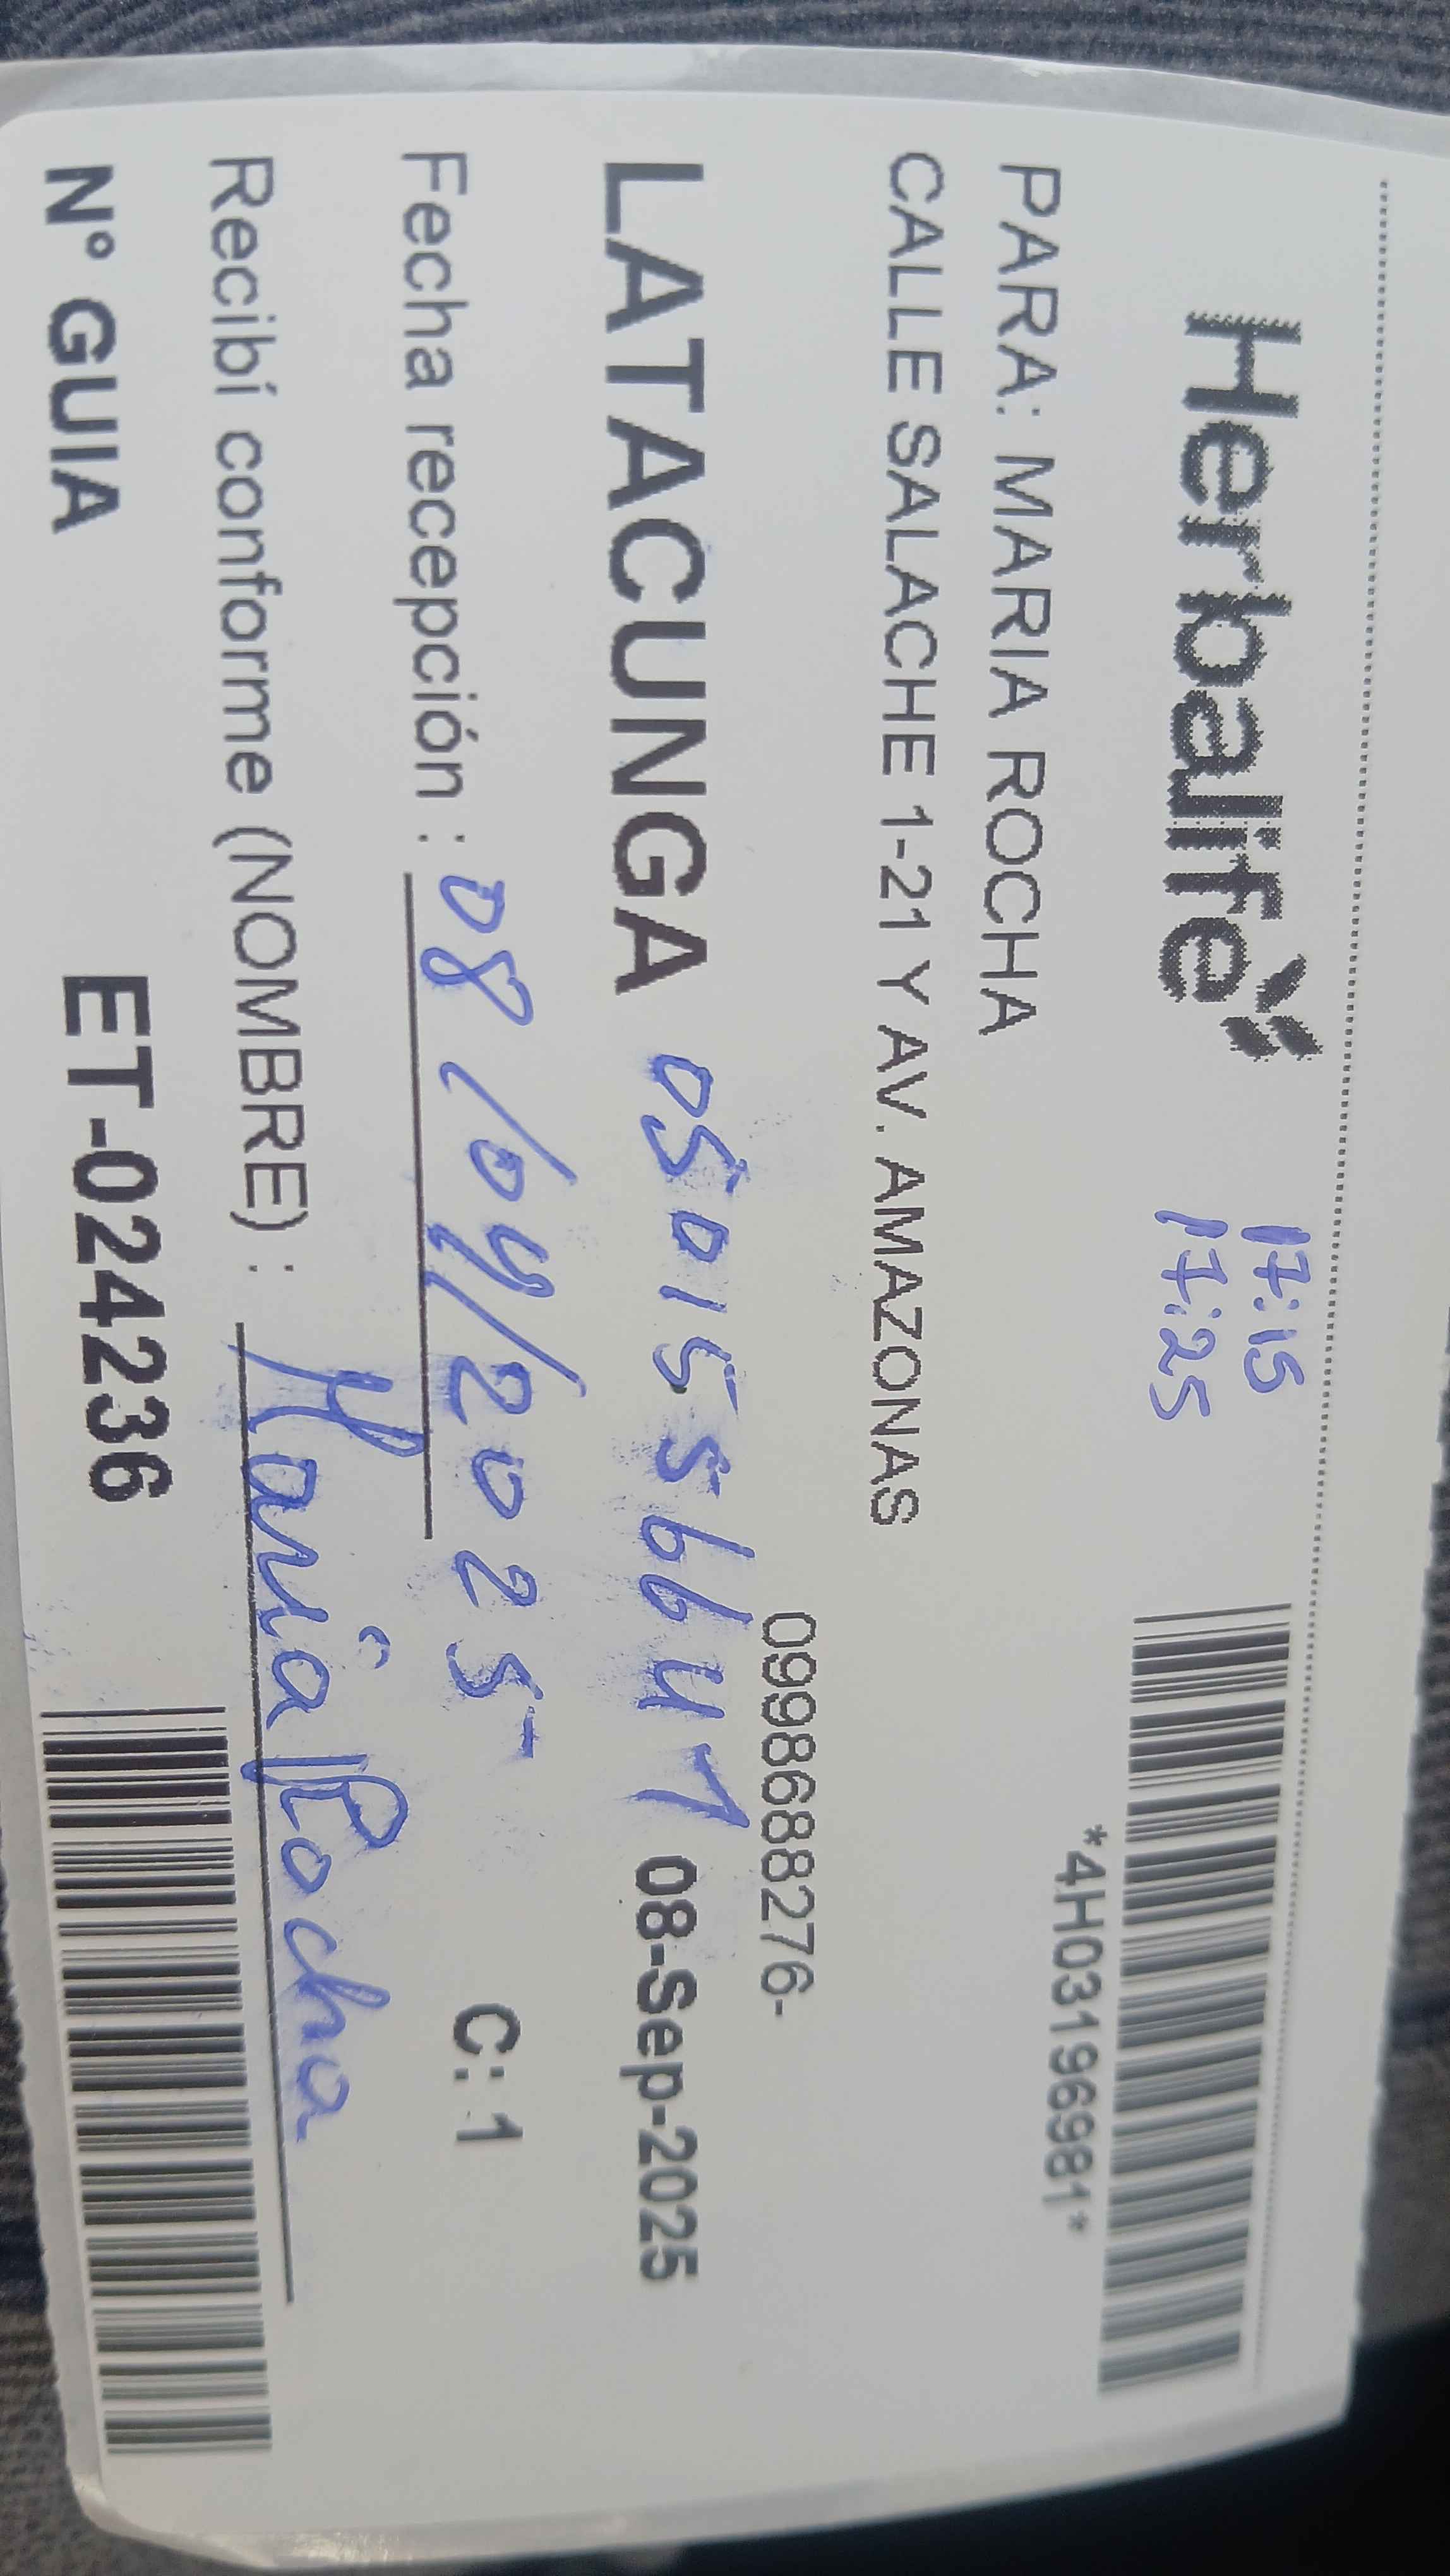 Herbalife
17:15
17:25
*4H03196981*
PARA: MARIA ROCHA
CALLE SALACHE 1-21 Y AV. AMAZONAS
0998688276-
LATACUNGA 0501556647 08-Sep-2025
Fecha recepción : 08/09/2025 C: 1
Recibí conforme (NOMBRE) : Maria Rocha
N° GUIA ET-024236